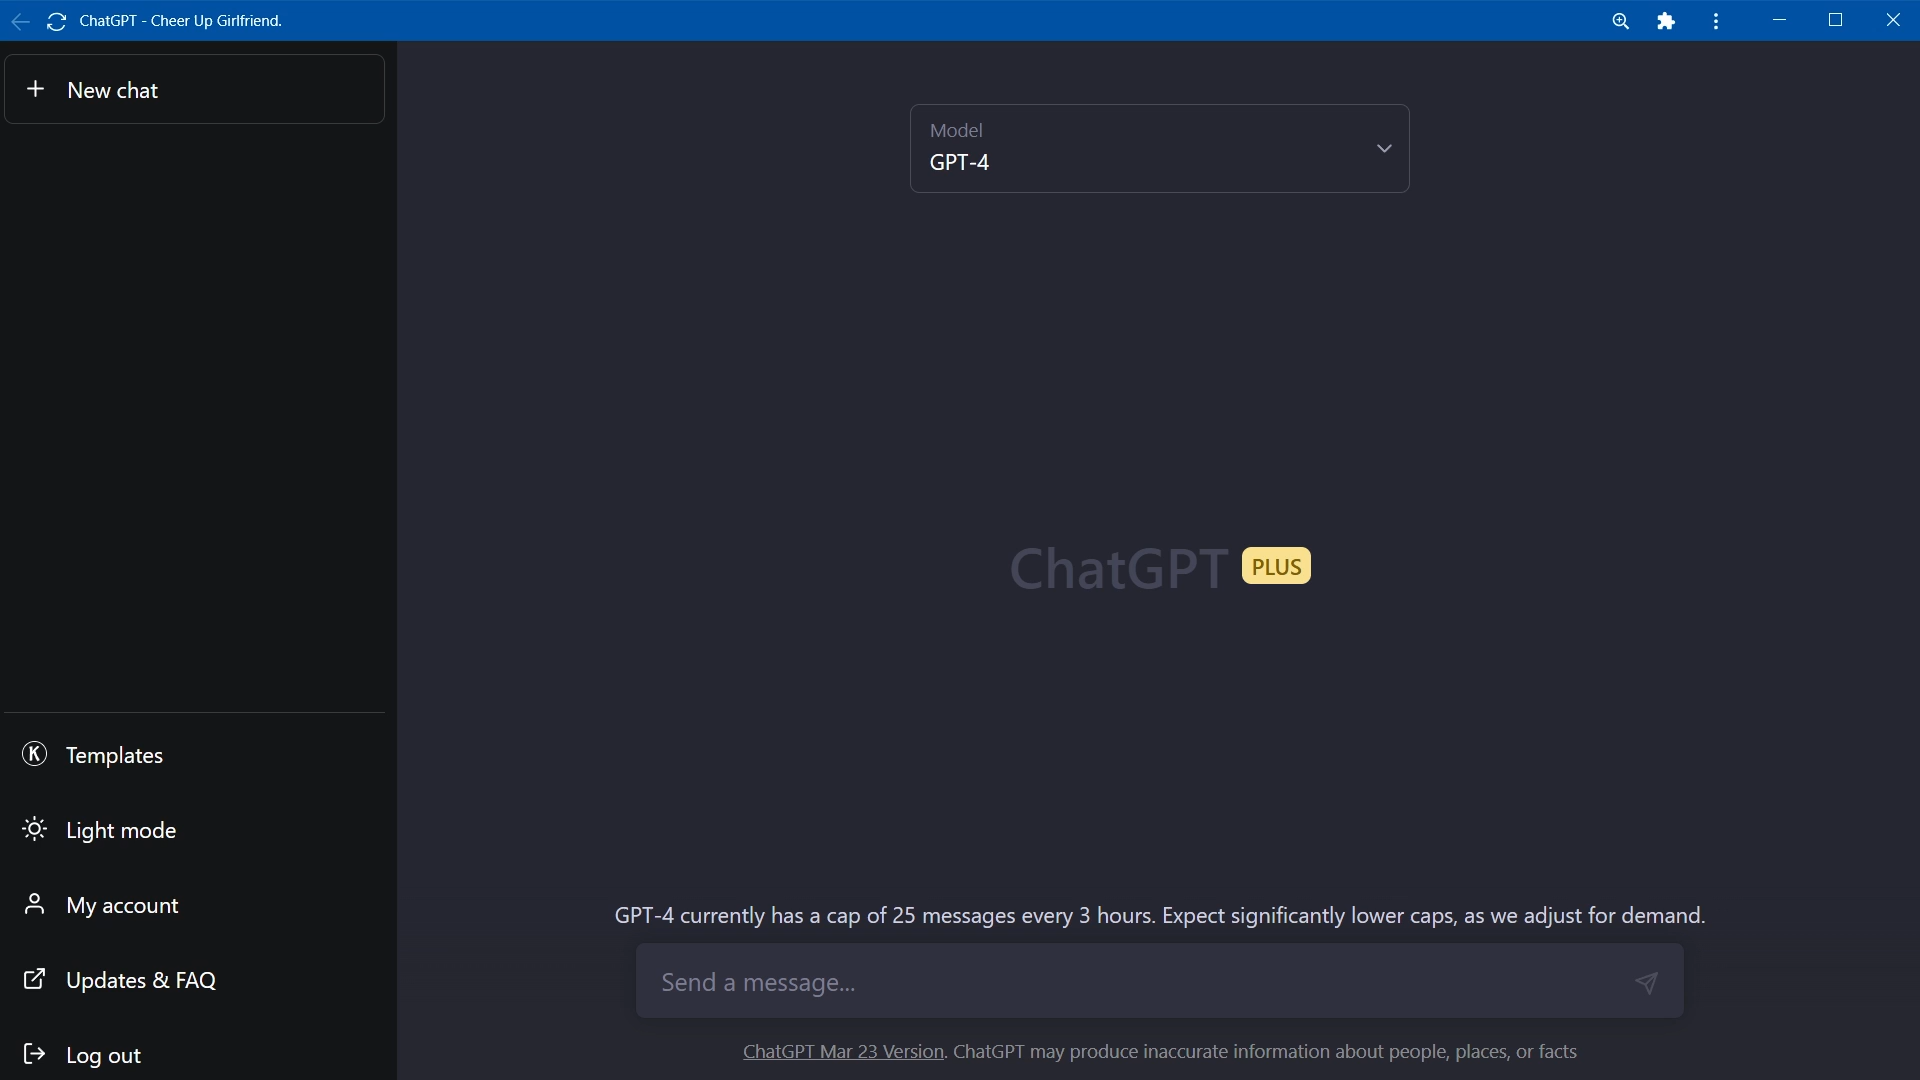 ChatGPT - Cheer Up Girlfriend.
New chat
Model
GPT-4
ChatGPT PLUS
Templates
Light mode
My account
Updates & FAQ
Log out
GPT-4 currently has a cap of 25 messages every 3 hours. Expect significantly lower caps, as we adjust for demand.
Send a message...
ChatGPT Mar 23 Version. ChatGPT may produce inaccurate information about people, places, or facts